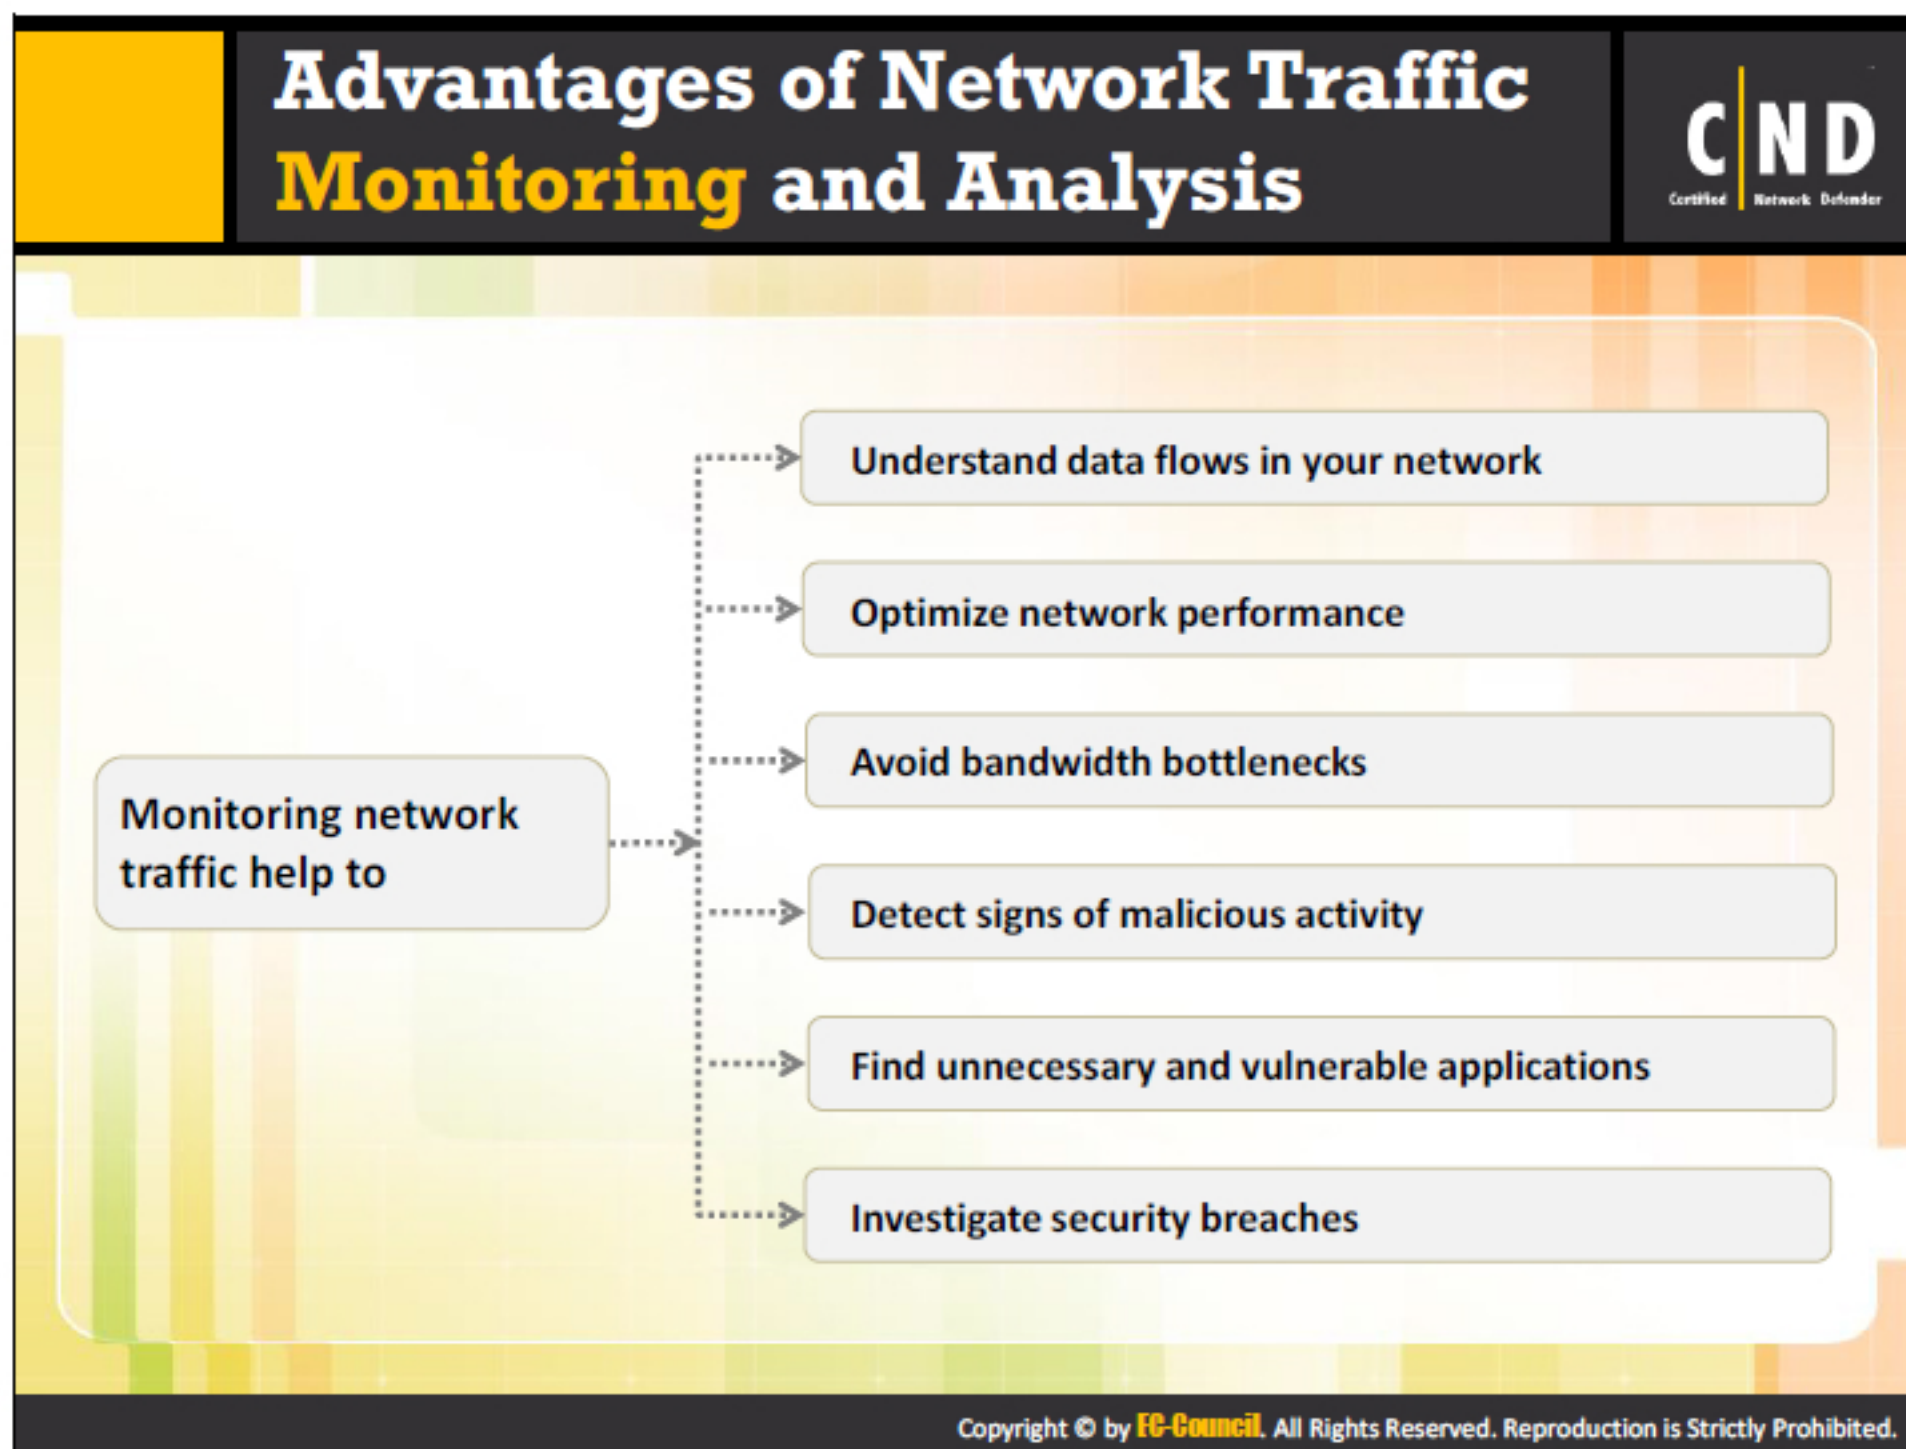 Advantages of Network Traffic
Monitoring and Analysis
CND
Certified Network Defender
Monitoring network
traffic help to
Understand data flows in your network
Optimize network performance
Avoid bandwidth bottlenecks
Detect signs of malicious activity
Find unnecessary and vulnerable applications
Investigate security breaches
Copyright © by EC-Council. All Rights Reserved. Reproduction is Strictly Prohibited.